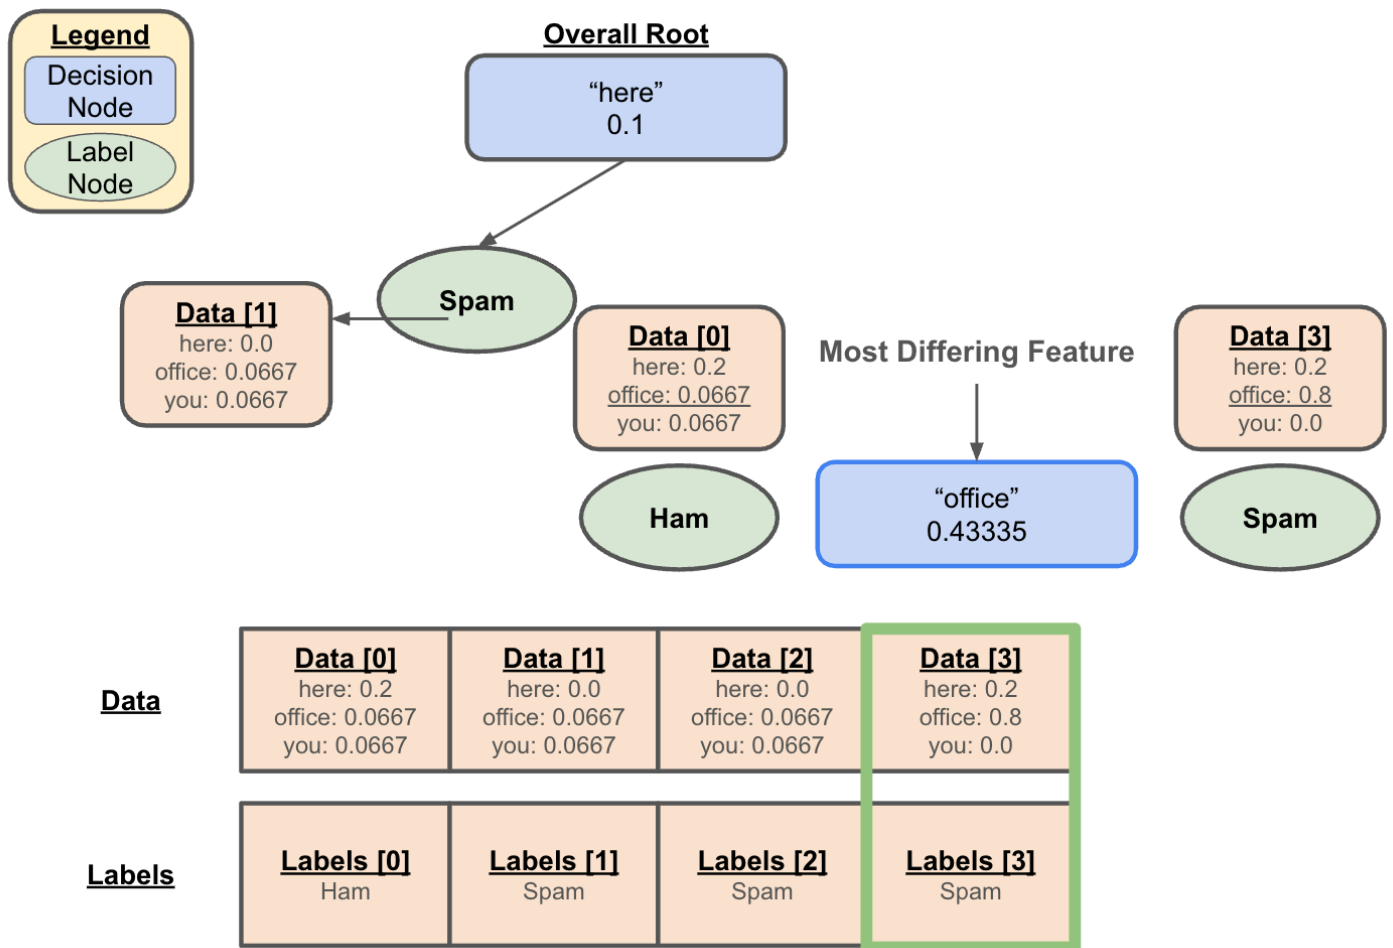 Legend
Decision
Node
Label
Node
Overall Root
“here”
0.1
Spam
Data [1]
here: 0.0
office: 0.0667
you: 0.0667
Data [0]
here: 0.2
office: 0.0667
you: 0.0667
Ham
Most Differing Feature
“office”
0.43335
Data [3]
here: 0.2
office: 0.8
you: 0.0
Spam
Data
Data [0]
here: 0.2
office: 0.0667
you: 0.0667
Data [1]
here: 0.0
office: 0.0667
you: 0.0667
Data [2]
here: 0.0
office: 0.0667
you: 0.0667
Data [3]
here: 0.2
office: 0.8
you: 0.0
Labels
Labels [0]
Ham
Labels [1]
Spam
Labels [2]
Spam
Labels [3]
Spam